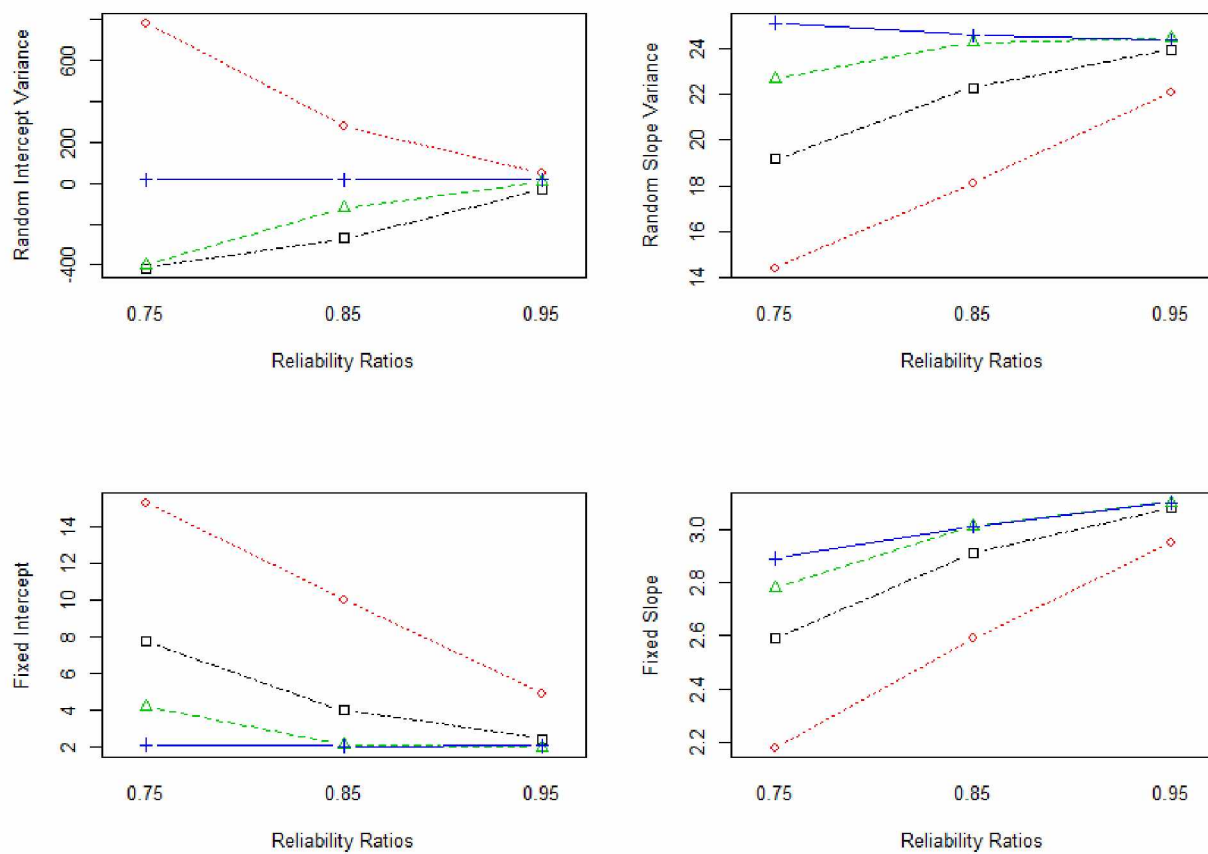 Random Intercept Variance
600
200
0
-400
0.75 0.85 0.95
Reliability Ratios
Random Slope Variance
24
22
20
18
16
14
0.75 0.85 0.95
Reliability Ratios
Fixed Intercept
14
12
10
8
6
4
2
0.75 0.85 0.95
Reliability Ratios
Fixed Slope
3.0
2.8
2.6
2.4
2.2
0.75 0.85 0.95
Reliability Ratios